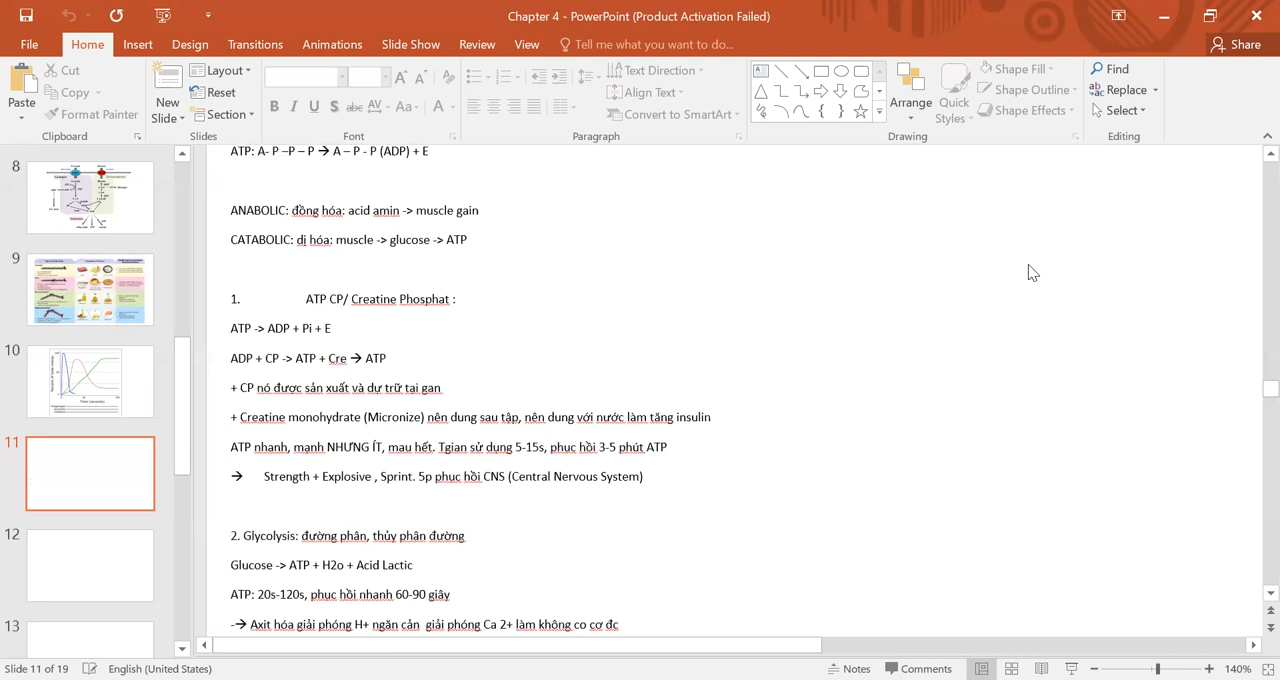 Chapter 4 - PowerPoint (Product Activation Failed)
File Home Insert Design Transitions Animations Slide Show Review View Tell me what you want to do... Share
Paste Cut Copy Format Painter
New Slide Layout Reset Section
Text Direction Align Text Convert to SmartArt
Arrange Quick Styles Shape Fill Shape Outline Shape Effects
Find Replace Select
Clipboard Slides Font Paragraph Drawing Editing
8
9
10
11
12
13
ATP: A- P –P – P → A – P - P (ADP) + E
ANABOLIC: đồng hóa: acid amin -> muscle gain
CATABOLIC: dị hóa: muscle -> glucose -> ATP
1. ATP CP/ Creatine Phosphat :
ATP -> ADP + Pi + E
ADP + CP -> ATP + Cre → ATP
+ CP nó được sản xuất và dự trữ tại gan
+ Creatine monohydrate (Micronize) nên dung sau tập, nên dung với nước làm tăng insulin
ATP nhanh, mạnh NHƯNG ÍT, mau hết. Tgian sử dụng 5-15s, phục hồi 3-5 phút ATP
→ Strength + Explosive , Sprint. 5p phục hồi CNS (Central Nervous System)
2. Glycolysis: đường phân, thủy phân đường
Glucose -> ATP + H2o + Acid Lactic
ATP: 20s-120s, phục hồi nhanh 60-90 giây
-→ Axit hóa giải phóng H+ ngăn cản giải phóng Ca 2+ làm không co cơ đc
Slide 11 of 19 English (United States) Notes Comments 140%